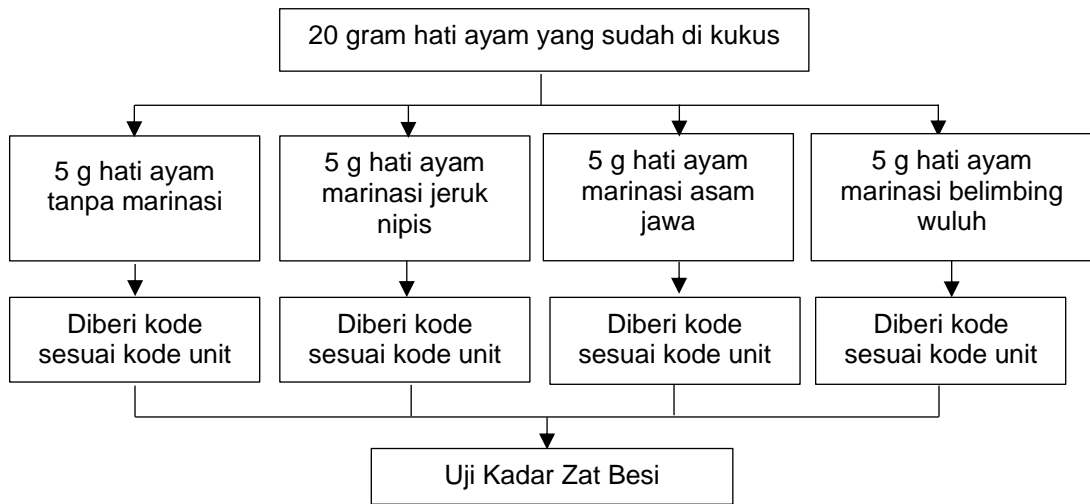 20 gram hati ayam yang sudah di kukus
5 g hati ayam
tanpa marinasi
5 g hati ayam
marinasi jeruk
nipis
5 g hati ayam
marinasi asam
jawa
5 g hati ayam
marinasi belimbing
wuluh
Diberi kode
sesuai kode unit
Diberi kode
sesuai kode unit
Diberi kode
sesuai kode unit
Diberi kode
sesuai kode unit
Uji Kadar Zat Besi